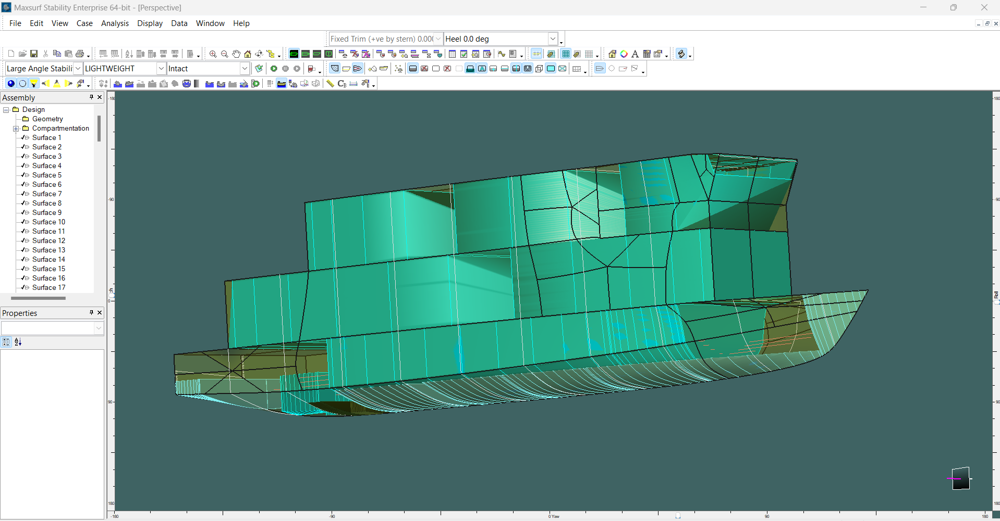 Maxsurf Stability Enterprise 64-bit - [Perspective]
File Edit View Case Analysis Display Data Window Help
Fixed Trim (+ve by stern) 0.00 Heel 0.0 deg
Large Angle Stabili LIGHTWEIGHT Intact
Assembly
Design
Geometry
Compartmentation
Surface 1
Surface 2
Surface 3
Surface 4
Surface 5
Surface 6
Surface 7
Surface 8
Surface 9
Surface 10
Surface 11
Surface 12
Surface 13
Surface 14
Surface 15
Surface 16
Surface 17
Properties
-180
-90
0
90
180
-180
-90
Roll
90
180
-180 -90 0 Yaw 90 180